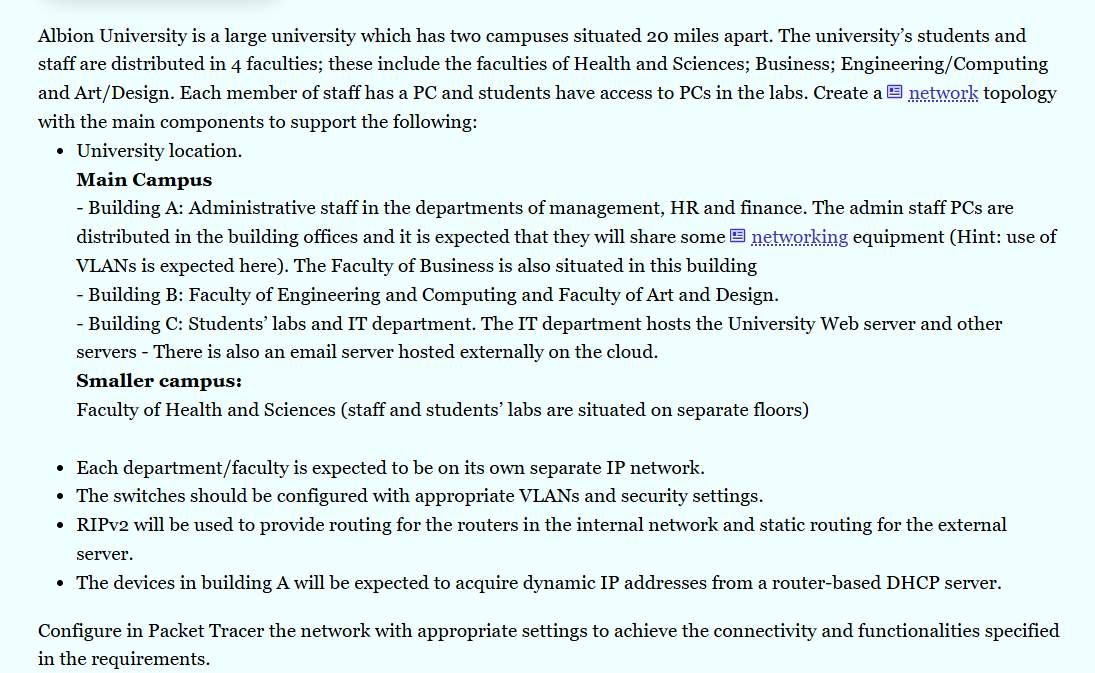 Albion University is a large university which has two campuses situated 20 miles apart. The university’s students and
staff are distributed in 4 faculties; these include the faculties of Health and Sciences; Business; Engineering/Computing
and Art/Design. Each member of staff has a PC and students have access to PCs in the labs. Create a network topology
with the main components to support the following:
• University location.
Main Campus
- Building A: Administrative staff in the departments of management, HR and finance. The admin staff PCs are
distributed in the building offices and it is expected that they will share some networking equipment (Hint: use of
VLANs is expected here). The Faculty of Business is also situated in this building
- Building B: Faculty of Engineering and Computing and Faculty of Art and Design.
- Building C: Students’ labs and IT department. The IT department hosts the University Web server and other
servers - There is also an email server hosted externally on the cloud.
Smaller campus:
Faculty of Health and Sciences (staff and students’ labs are situated on separate floors)
• Each department/faculty is expected to be on its own separate IP network.
• The switches should be configured with appropriate VLANs and security settings.
• RIPv2 will be used to provide routing for the routers in the internal network and static routing for the external
server.
• The devices in building A will be expected to acquire dynamic IP addresses from a router-based DHCP server.
Configure in Packet Tracer the network with appropriate settings to achieve the connectivity and functionalities specified
in the requirements.